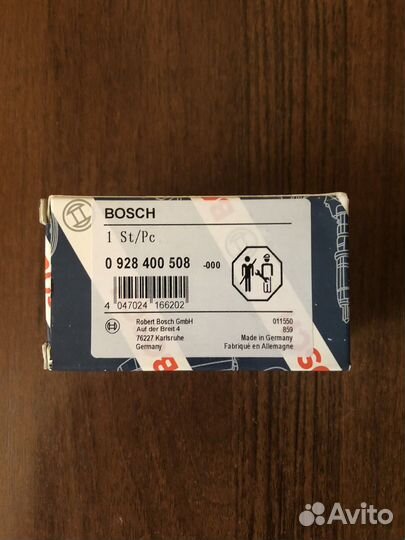 BOSCH
1 St/Pc
0 928 400 508 -000
4 047024 166202
Robert Bosch GmbH
Auf der Breit 4
76227 Karlsruhe
Germany
011550
859
Made in Germany
Fabriqué en Allemagne
Avito